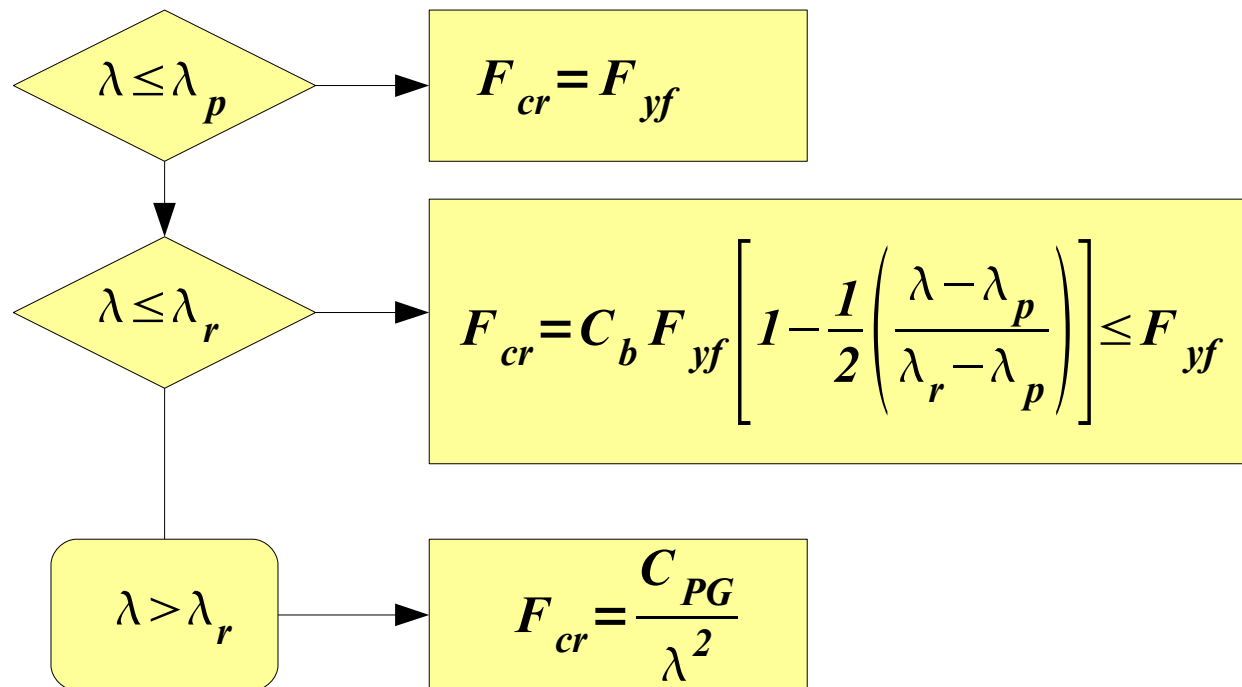 λ ≤ λ_p
F_cr = F_yf
λ ≤ λ_r
F_cr = C_b F_yf [1 − 1/2 ((λ − λ_p)/(λ_r − λ_p))] ≤ F_yf
λ > λ_r
F_cr = C_PG/λ^2